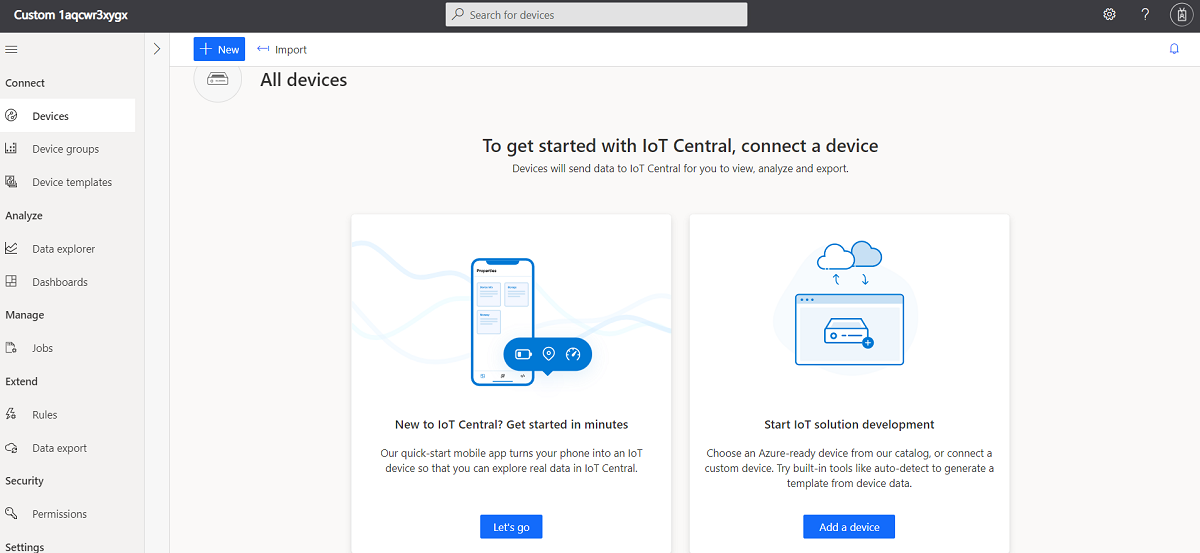 Custom 1aqcwr3xygx
Search for devices
New
Import
Connect
Devices
Device groups
Device templates
Analyze
Data explorer
Dashboards
Manage
Jobs
Extend
Rules
Data export
Security
Permissions
Settings
All devices
To get started with IoT Central, connect a device
Devices will send data to IoT Central for you to view, analyze and export.
Properties
New to IoT Central? Get started in minutes
Our quick-start mobile app turns your phone into an IoT
device so that you can explore real data in IoT Central.
Let's go
Start IoT solution development
Choose an Azure-ready device from our catalog, or connect a
custom device. Try built-in tools like auto-detect to generate a
template from device data.
Add a device